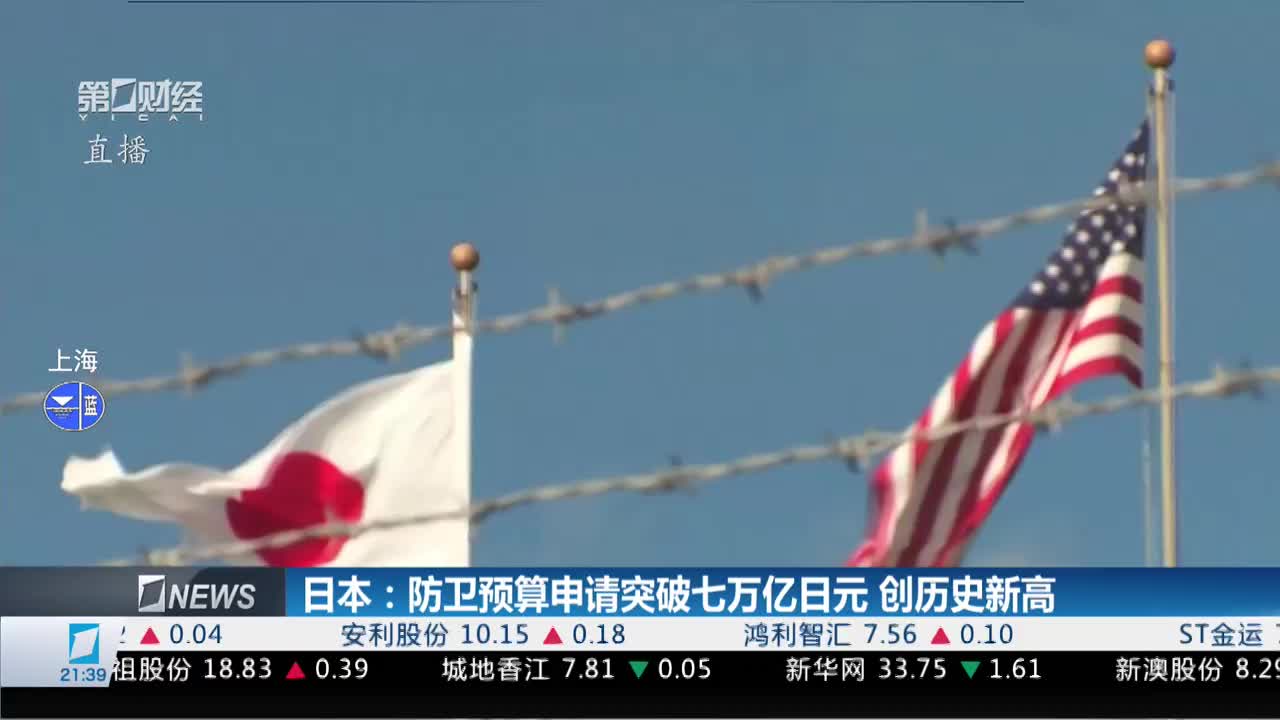 第一财经
YICAI
直播
上海
蓝
NEWS
日本：防卫预算申请突破七万亿日元 创历史新高
▲ 0.04 安利股份 10.15 ▲ 0.18 鸿利智汇 7.56 ▲ 0.10 ST金运
21:39
祖股份 18.83 ▲ 0.39 城地香江 7.81 ▼ 0.05 新华网 33.75 ▼ 1.61 新澳股份 8.29